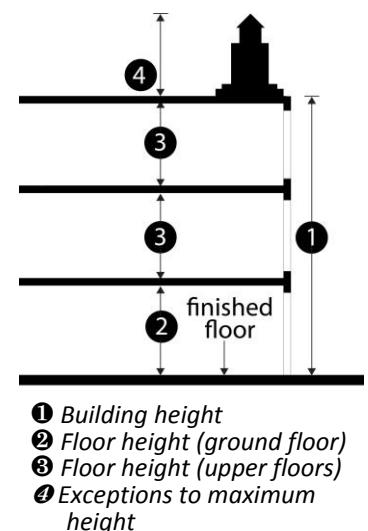 4
3
3
1
2
finished
floor
❶ Building height
❷ Floor height (ground floor)
❸ Floor height (upper floors)
❹ Exceptions to maximum
height